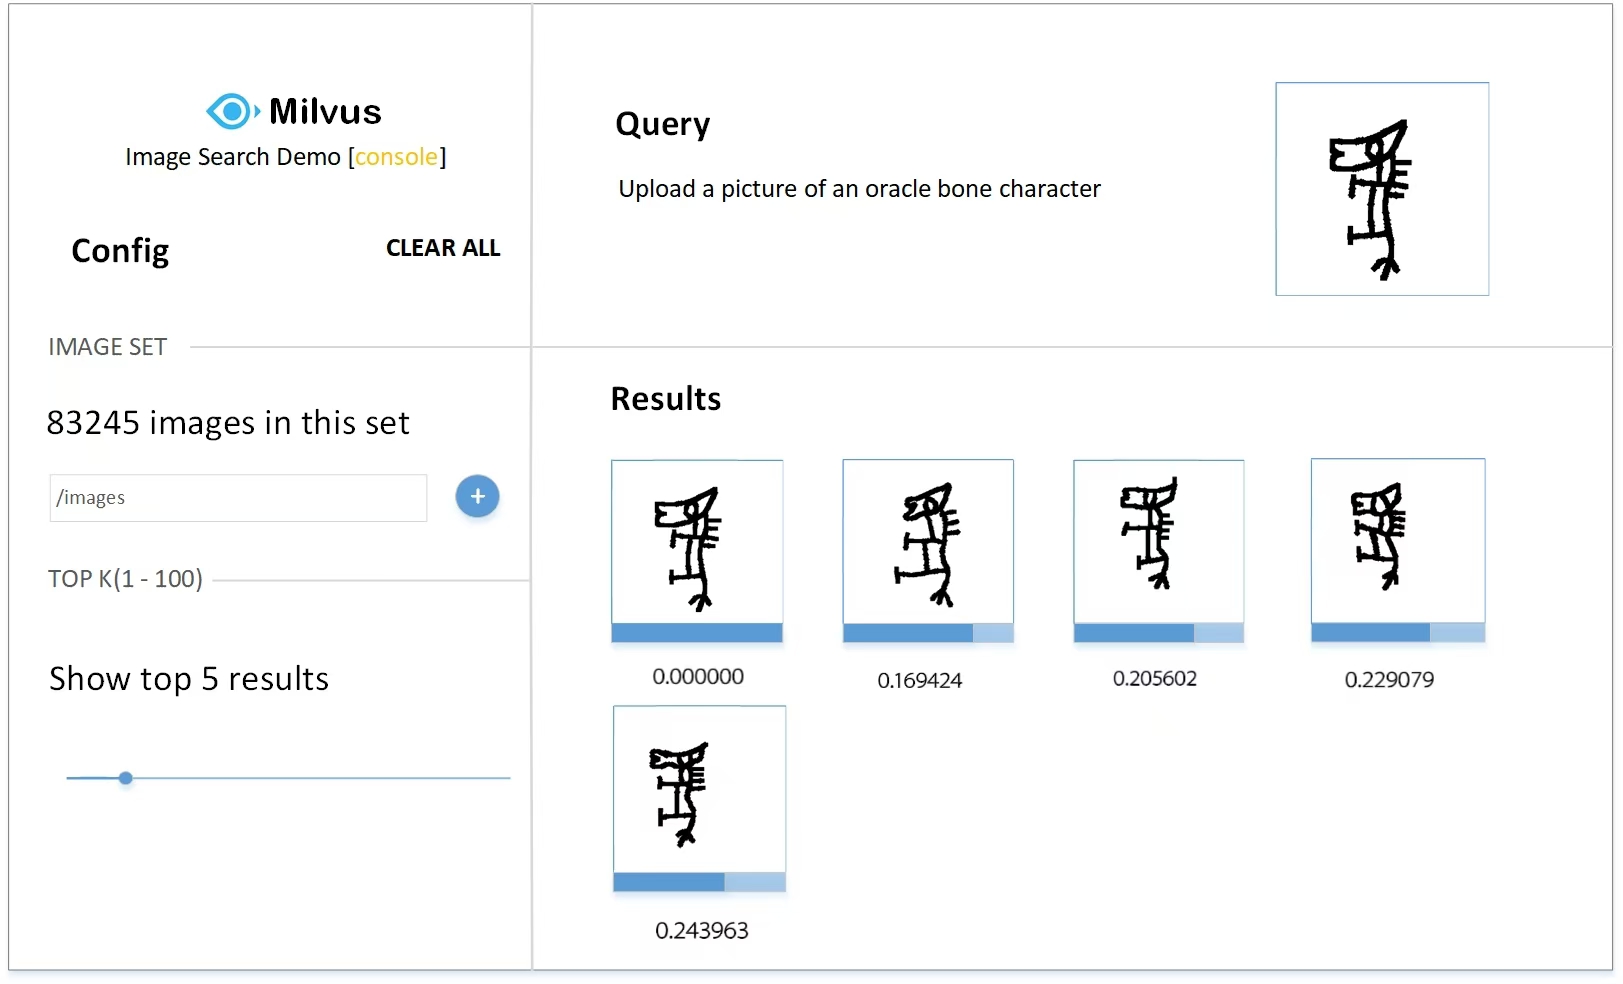 Milvus
Image Search Demo [console]
Config
CLEAR ALL
IMAGE SET
83245 images in this set
/images
+
TOP K(1 - 100)
Show top 5 results
Query
Upload a picture of an oracle bone character
Results
0.000000
0.169424
0.205602
0.229079
0.243963